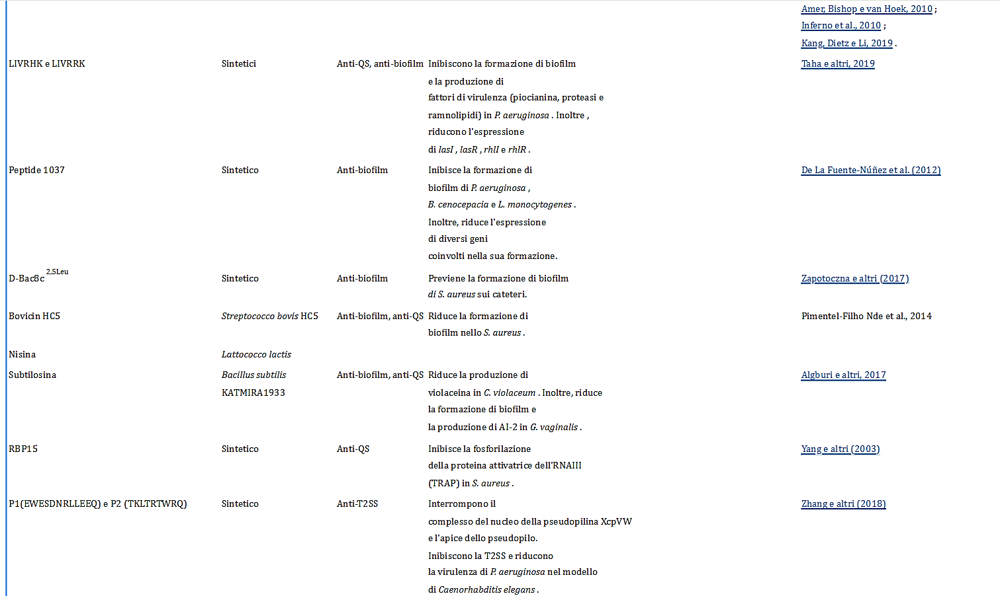 Amer, Bishop e van Hoek, 2010 ;
Inferno et al., 2010 ;
Kang, Dietz e Li, 2019 .
LIVRHK e LIVRRK Sintetici Anti-QS, anti-biofilm Inibiscono la formazione di biofilm Taha e altri, 2019
e la produzione di
fattori di virulenza (piocianina, proteasi e
ramnolipidi) in P. aeruginosa . Inoltre ,
riducono l'espressione
di lasI , lasR , rhlI e rhlR .
Peptide 1037 Sintetico Anti-biofilm Inibisce la formazione di De La Fuente-Núñez et al. (2012)
biofilm di P. aeruginosa ,
B. cenocepacia e L. monocytogenes .
Inoltre, riduce l'espressione
di diversi geni
coinvolti nella sua formazione.
D-Bac8c 2,5Leu Sintetico Anti-biofilm Previene la formazione di biofilm Zapotoczna e altri (2017)
di S. aureus sui cateteri.
Bovicin HC5 Streptococco bovis HC5 Anti-biofilm, anti-QS Riduce la formazione di Pimentel-Filho Nde et al., 2014
biofilm nello S. aureus .
Nisina Lattococco lactis
Subtilosina Bacillus subtilis Anti-biofilm, anti-QS Riduce la produzione di Algburi e altri, 2017
KATMIRA1933 violaceina in C. violaceum . Inoltre, riduce
la formazione di biofilm e
la produzione di AI-2 in G. vaginalis .
RBP15 Sintetico Anti-QS Inibisce la fosforilazione Yang e altri (2003)
della proteina attivatrice dell'RNAIII
(TRAP) in S. aureus .
P1(EWESDNRLLEEQ) e P2 (TKLTRTWRQ) Sintetico Anti-T2SS Interrompono il Zhang e altri (2018)
complesso del nucleo della pseudopilina XcpVW
e l'apice dello pseudopilo.
Inibiscono la T2SS e riducono
la virulenza di P. aeruginosa nel modello
di Caenorhabditis elegans .